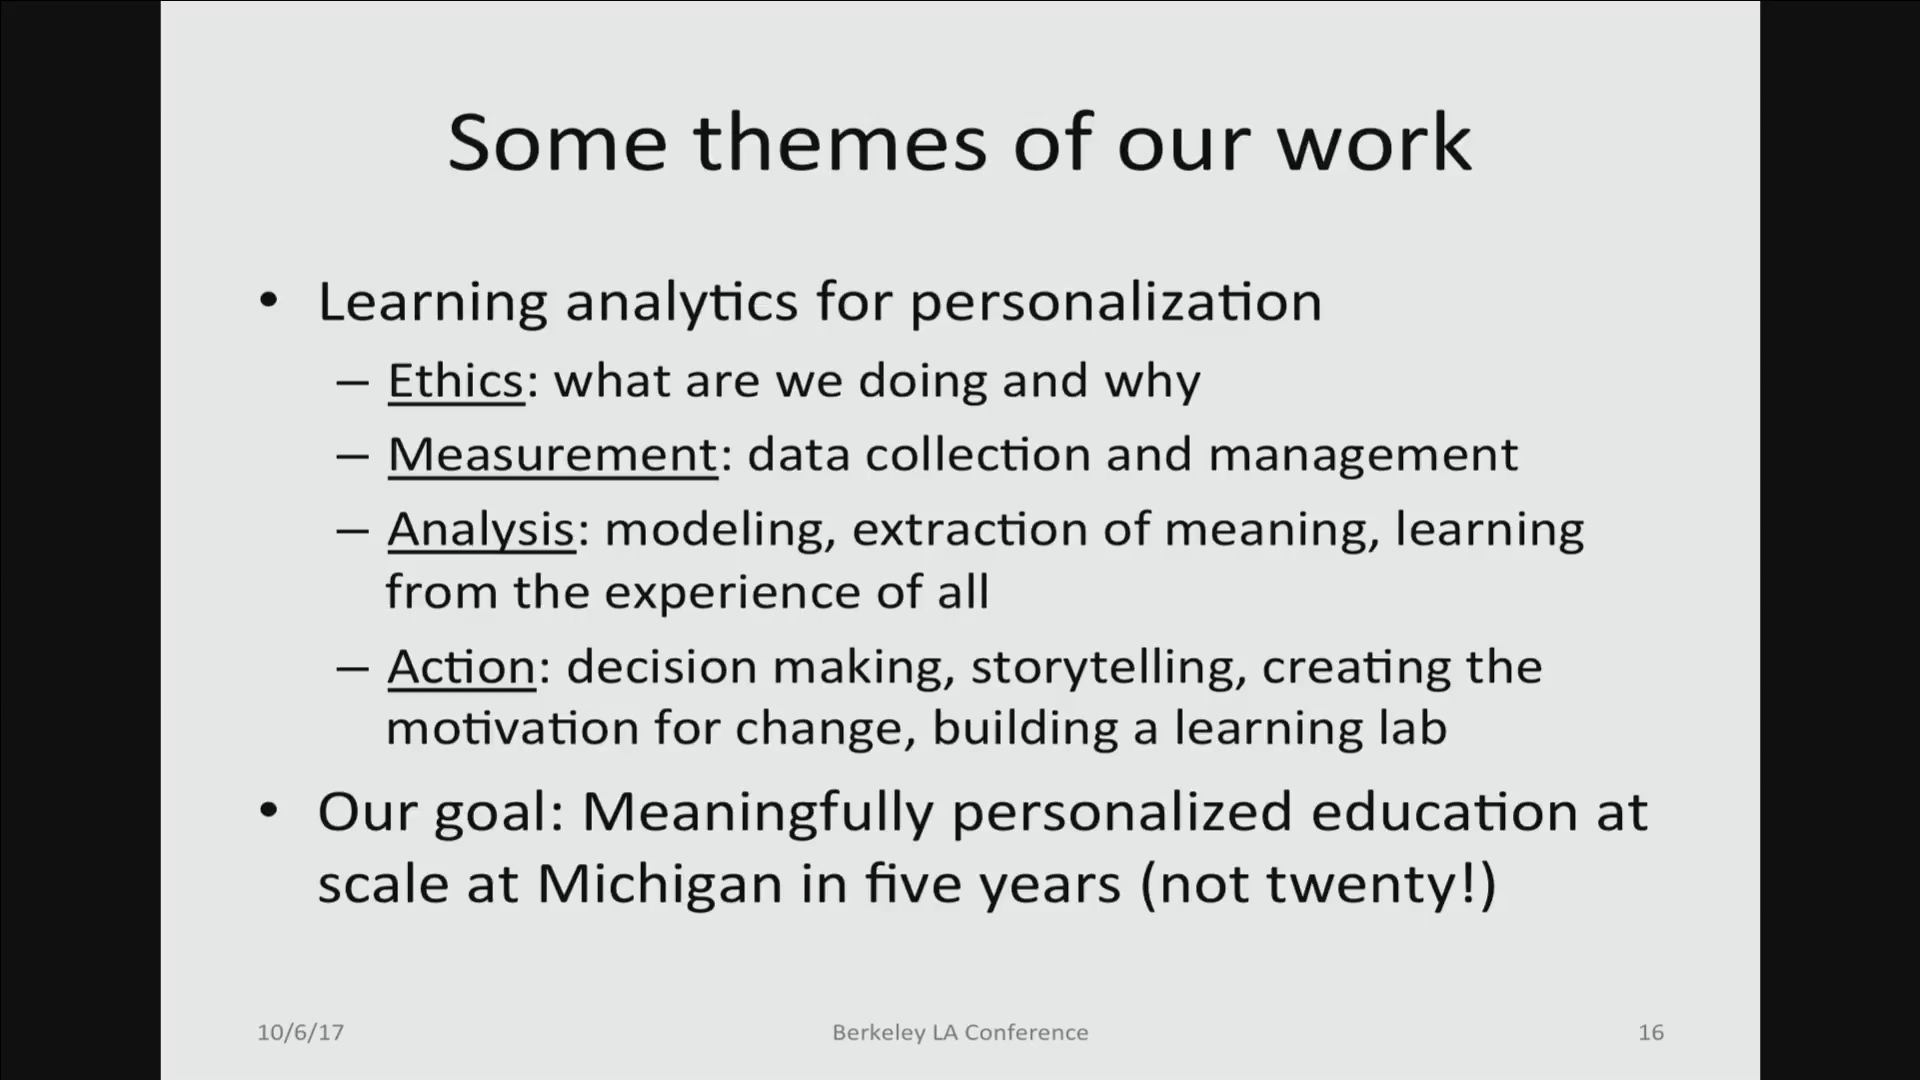 Some themes of our work
• Learning analytics for personalization
– Ethics: what are we doing and why
– Measurement: data collection and management
– Analysis: modeling, extraction of meaning, learning
from the experience of all
– Action: decision making, storytelling, creating the
motivation for change, building a learning lab
• Our goal: Meaningfully personalized education at
scale at Michigan in five years (not twenty!)
10/6/17
Berkeley LA Conference
16